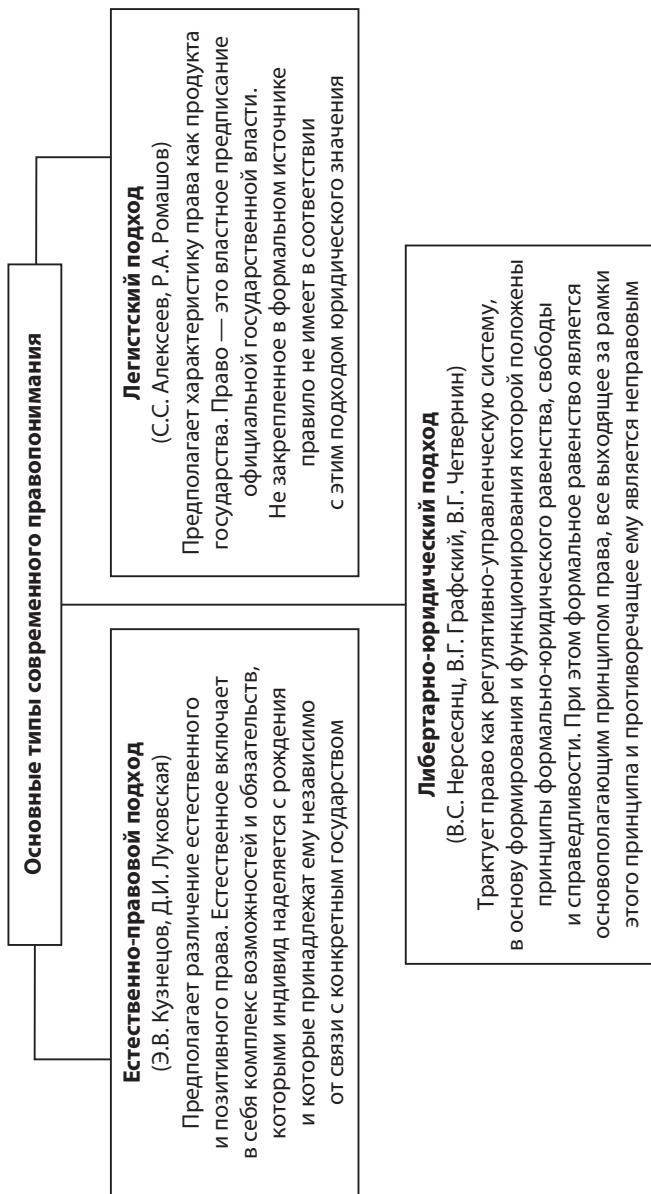 Основные типы современного правопонимания
Естественно-правовой подход
(Э.В. Кузнецов, Д.И. Луковская)
Предполагает различение естественного
и позитивного права. Естественное включает
в себя комплекс возможностей и обязательств,
которыми индивид наделяется с рождения
и которые принадлежат ему независимо
от связи с конкретным государством
Легистский подход
(С.С. Алексеев, Р.А. Ромашов)
Предполагает характеристику права как продукта
государства. Право — это властное предписание
официальной государственной власти.
Не закрепленное в формальном источнике
правило не имеет в соответствии
с этим подходом юридического значения
Либертарно-юридический подход
(В.С. Нерсесянц, В.Г. Графский, В.Г. Четвернин)
Трактует право как регулятивно-управленческую систему,
в основу формирования и функционирования которой положены
принципы формально-юридического равенства, свободы
и справедливости. При этом формальное равенство является
основополагающим принципом права, все выходящее за рамки
этого принципа и противоречащее ему является неправовым